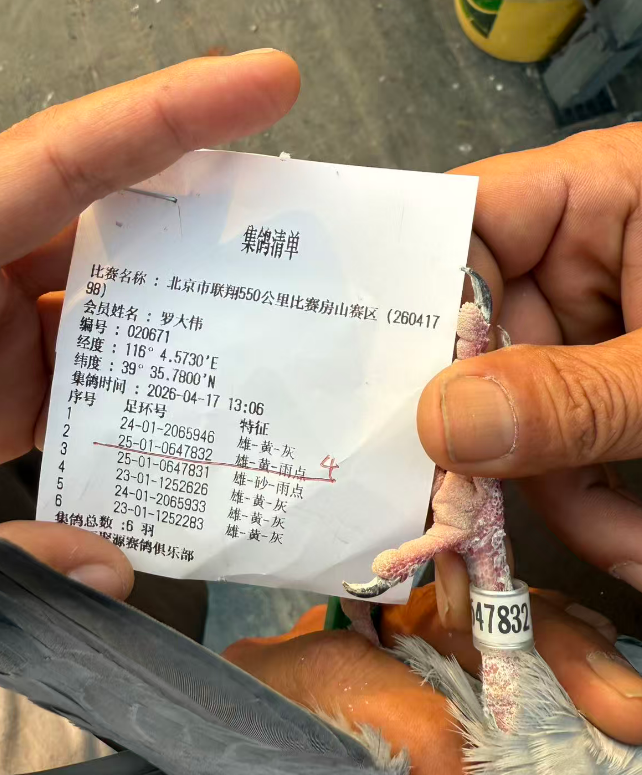 集鸽清单
比赛名称 : 北京市联翔550公里比赛房山赛区 (260417
98)
会员姓名 : 罗大伟
编号 : 020671
经度 : 116° 4.5730'E
纬度 : 39° 35.7800'N
集鸽时间 : 2026-04-17 13:06
序号 足环号 特征
1 24-01-2065946 雄-黄-灰
2 25-01-0647832 雄-黄-雨点 4
3 25-01-0647831 雄-砂-雨点
4 23-01-1252626 雄-黄-灰
5 24-01-2065933 雄-黄-灰
6 23-01-1252283 雄-黄-灰
集鸽总数 :6 羽
源赛鸽俱乐部
647832